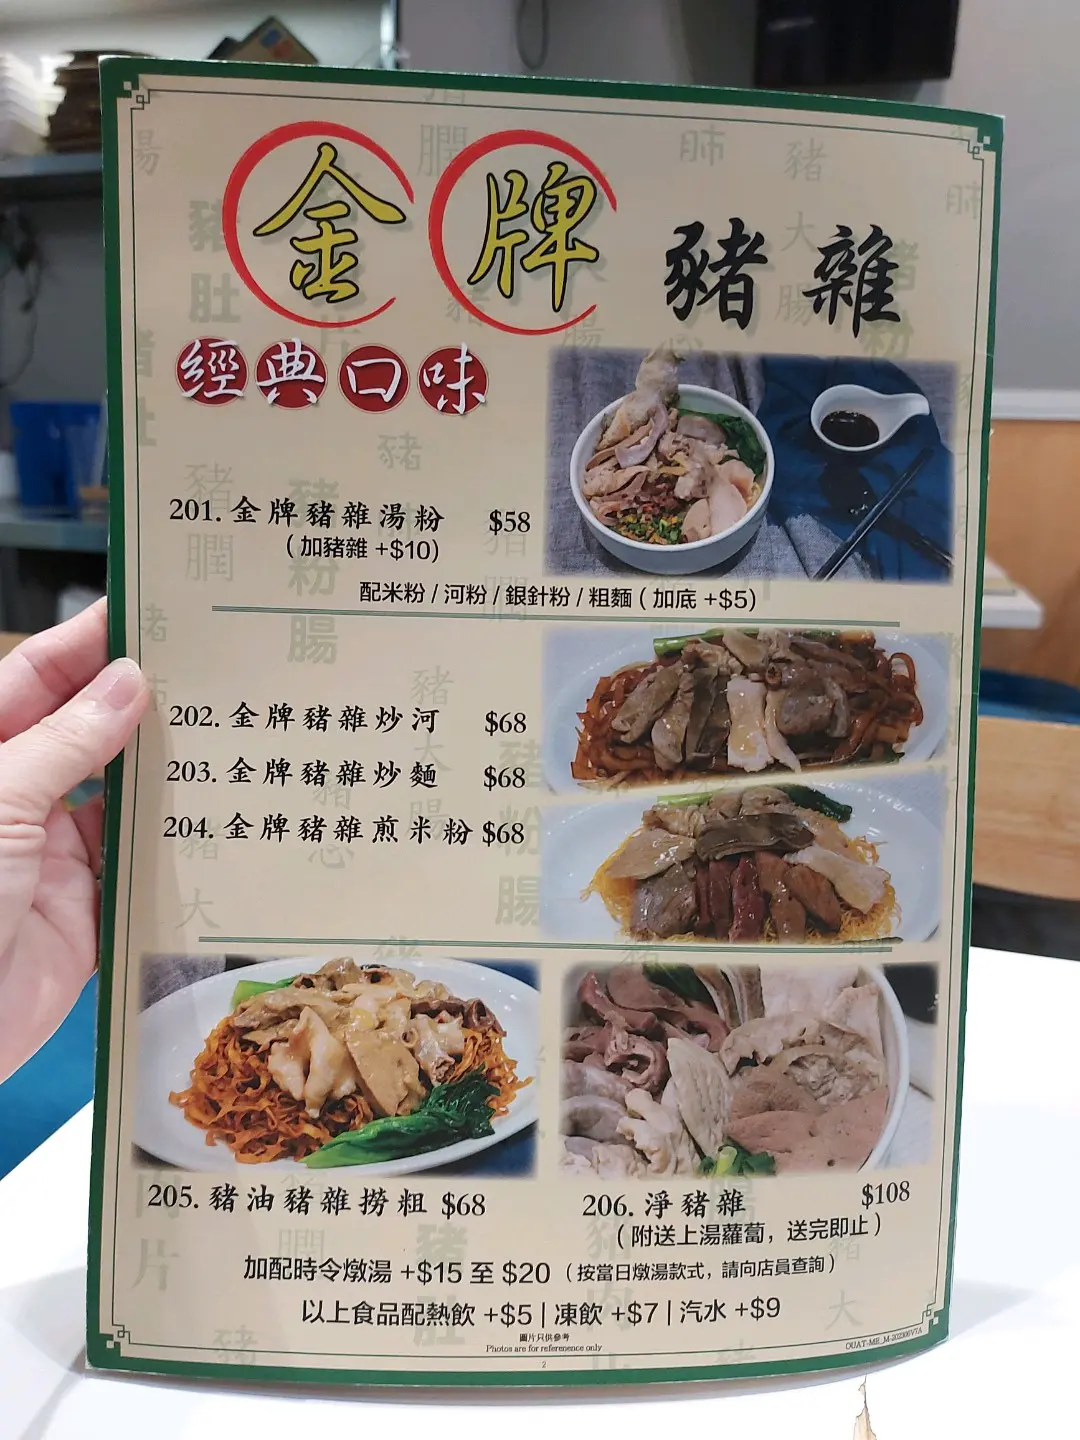 金牌豬雜
經典口味
201. 金牌豬雜湯粉 $58
(加豬雜 +$10)
配米粉 / 河粉 / 銀針粉 / 粗麵 (加底 +$5)
202. 金牌豬雜炒河 $68
203. 金牌豬雜炒麵 $68
204. 金牌豬雜煎米粉 $68
205. 豬油豬雜撈粗 $68
206. 淨豬雜 $108
(附送上湯蘿蔔，送完即止)
加配時令燉湯 +$15 至 $20 (按當日燉湯款式，請向店員查詢)
以上食品配熱飲 +$5 | 凍飲 +$7 | 汽水 +$9
圖片只供參考
Photos are for referenence only
2